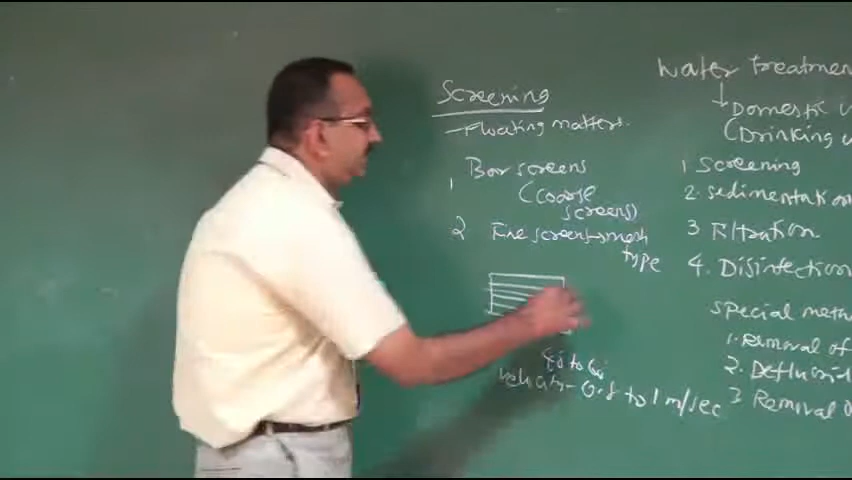 Screening
- Floating matters.
1 Bar screens
(coarse
screens)
2 Fine screens → mesh
type
velocity - 0.8 to 1 m/sec
Water Treatmen
↓ Domestic
(Drinking
1 Screening
2. sedimentation
3 Filtration
4. Disinfection
special meth
1. Removal of
2. Defluorid
3 Removal o